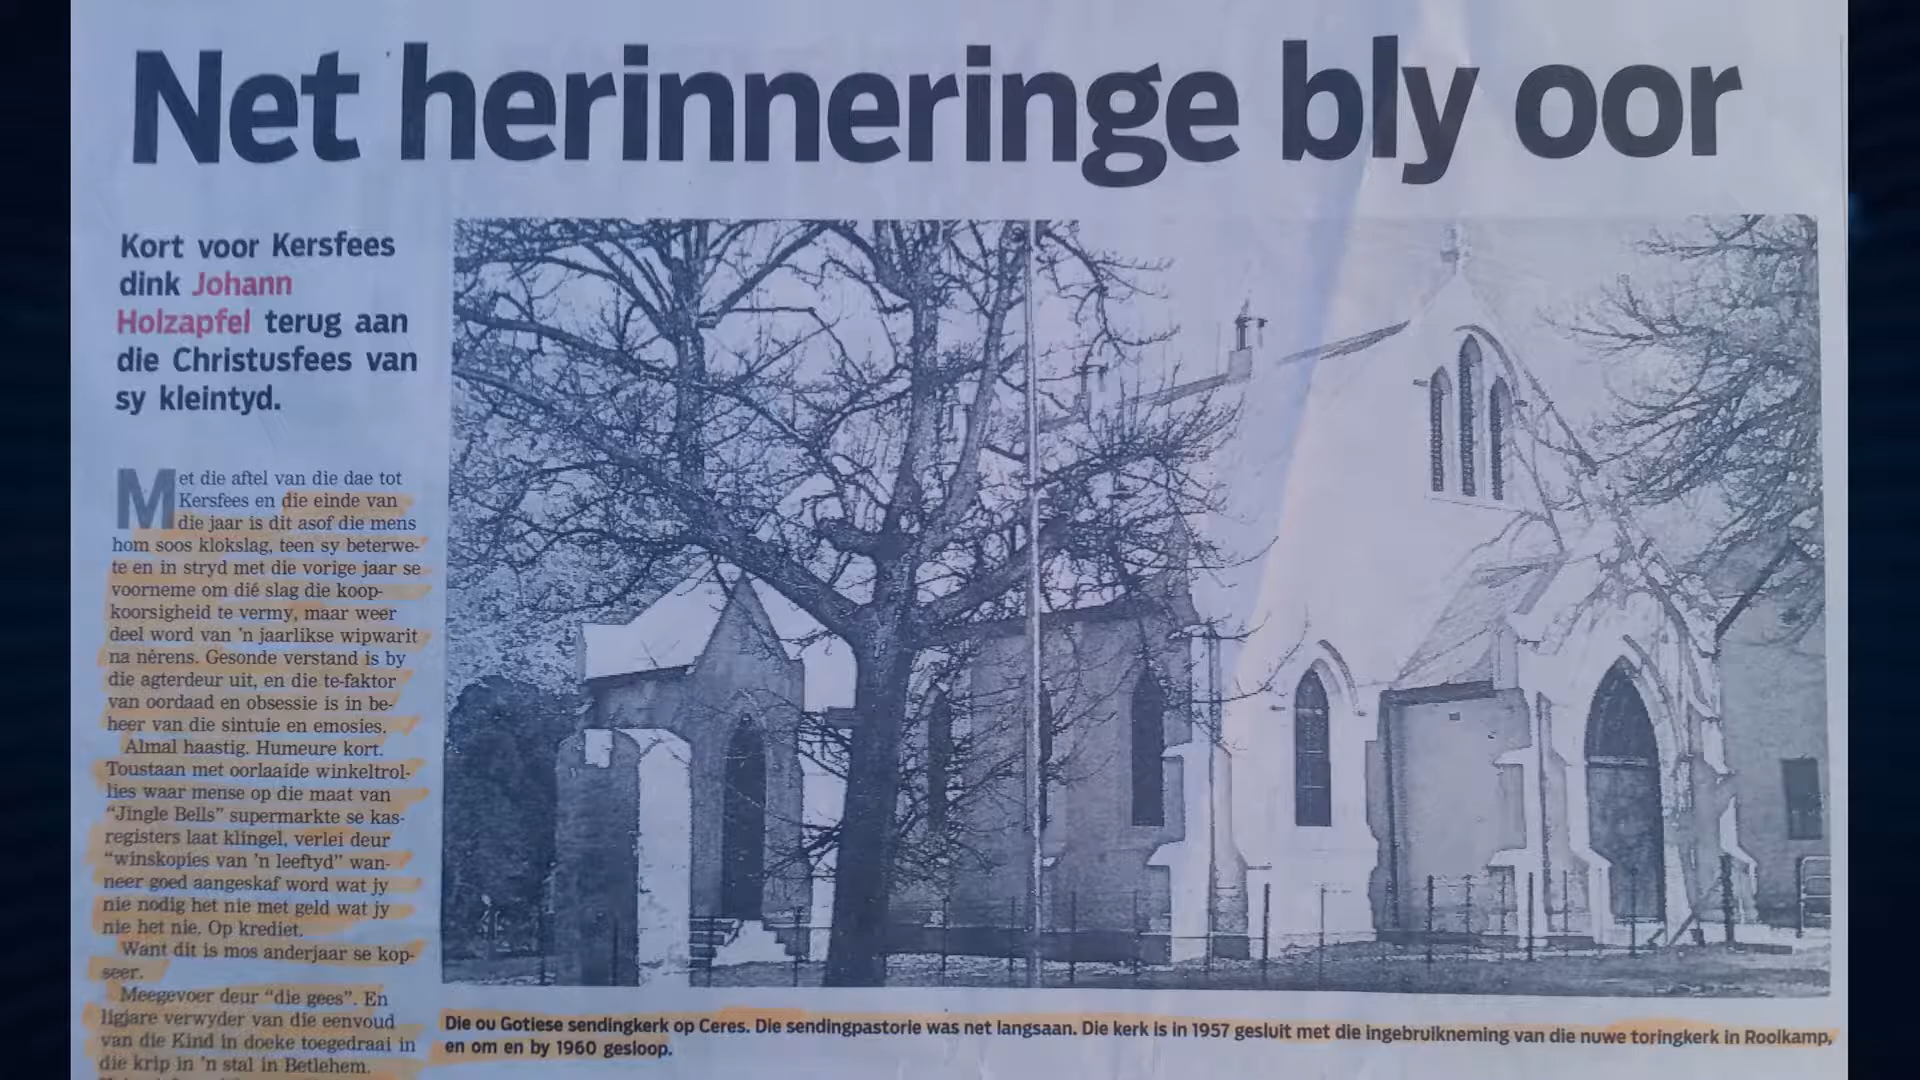 Net herinneringe bly oor
Kort voor Kersfees
dink Johann
Holzapfel terug aan
die Christusfees van
sy kleintyd.
Met die aftel van die dae tot
Kersfees en die einde van
die jaar is dit asof die mens
hom soos klokslag, teen sy beterwe-
te en in stryd met die vorige jaar se
voorneme om dié slag die koop-
koorsigheid te vermy, maar weer
deel word van 'n jaarlikse wipwarit
na nêrens. Gesonde verstand is by
die agterdeur uit, en die te-faktor
van oordaad en obsessie is in be-
heer van die sintuie en emosies.
Almal haastig. Humeure kort.
Toustaan met oorlaaide winkeltrol-
lies waar mense op die maat van
“Jingle Bells” supermarkte se kas-
registers laat klingel, verlei deur
“winskopies van 'n leeftyd” wan-
neer goed aangeskaf word wat jy
nie nodig het nie met geld wat jy
nie het nie. Op krediet.
Want dit is mos anderjaar se kop-
seer.
Meegevoer deur “die gees”. En
ligjare verwyder van die eenvoud
van die Kind in doeke toegedraai in
die krip in 'n stal in Betlehem.
Die ou Gotiese sendingkerk op Ceres. Die sendingpastorie was net langsaan. Die kerk is in 1957 gesluit met die ingebruikneming van die nuwe toringkerk in Rooikamp,
en om en by 1960 gesloop.